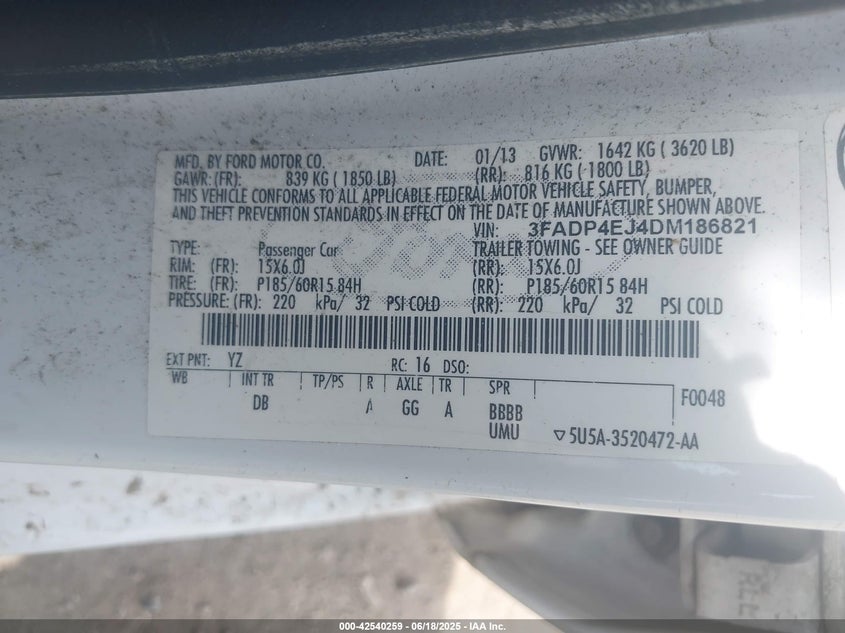 MFD. BY FORD MOTOR CO. DATE: 01/13 GVWR: 1642 KG ( 3620 LB)
GAWR:(FR): 839 KG ( 1850 LB) (RR): 816 KG ( 1800 LB)
THIS VEHICLE CONFORMS TO ALL APPLICABLE FEDERAL MOTOR VEHICLE SAFETY, BUMPER,
AND THEFT PREVENTION STANDARDS IN EFFECT ON THE DATE OF MANUFACTURE SHOWN ABOVE.
VIN: 3FADP4EJ4DM186821
TYPE: Passenger Car TRAILER TOWING - SEE OWNER GUIDE
RIM: (FR): 15X6.0J (RR): 15X6.0J
TIRE: (FR): P185/60R15 84H (RR): P185/60R15 84H
PRESSURE: (FR): 220 kPa/ 32 PSI COLD (RR): 220 kPa/ 32 PSI COLD
EXT PNT: YZ RC: 16 DSO:
WB INT TR TP/PS R AXLE TR SPR F0048
DB A GG A BBBB
UMU ▽5U5A-3520472-AA
000-42540259 - 06/18/2025 - IAA Inc.